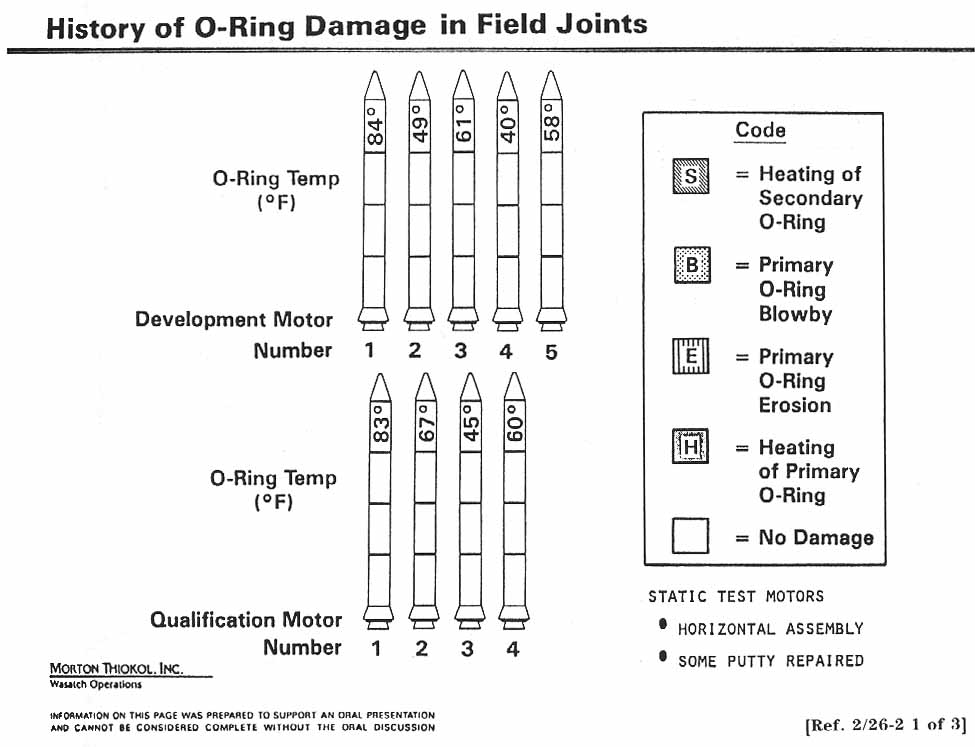 History of O-Ring Damage in Field Joints
84°
49°
61°
40°
58°
O-Ring Temp
(°F)
Development Motor
Number 1 2 3 4 5
83°
67°
45°
60°
O-Ring Temp
(°F)
Qualification Motor
Number 1 2 3 4
Code
S = Heating of
Secondary
O-Ring
B = Primary
O-Ring
Blowby
E = Primary
O-Ring
Erosion
H = Heating
of Primary
O-Ring
= No Damage
STATIC TEST MOTORS
• HORIZONTAL ASSEMBLY
• SOME PUTTY REPAIRED
MORTON THIOKOL, INC.
Wasatch Operations
INFORMATION ON THIS PAGE WAS PREPARED TO SUPPORT AN ORAL PRESENTATION
AND CANNOT BE CONSIDERED COMPLETE WITHOUT THE ORAL DISCUSSION
[Ref. 2/26-2 1 of 3]